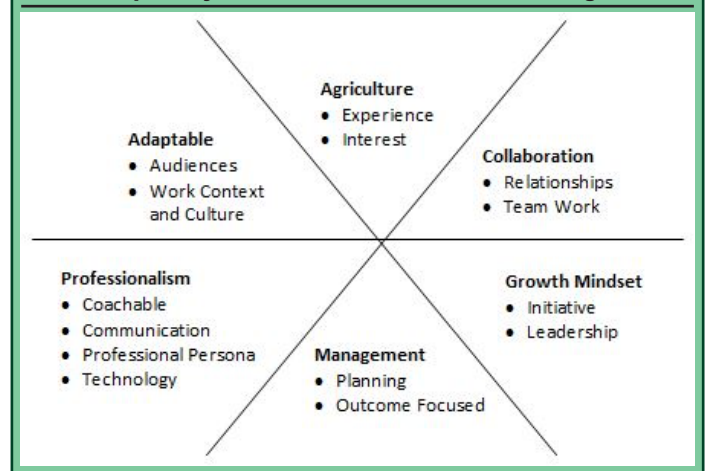 Agriculture
• Experience
• Interest
Adaptable
• Audiences
• Work Context
and Culture
Collaboration
• Relationships
• Team Work
Professionalism
• Coachable
• Communication
• Professional Persona
• Technology
Management
• Planning
• Outcome Focused
Growth Mindset
• Initiative
• Leadership